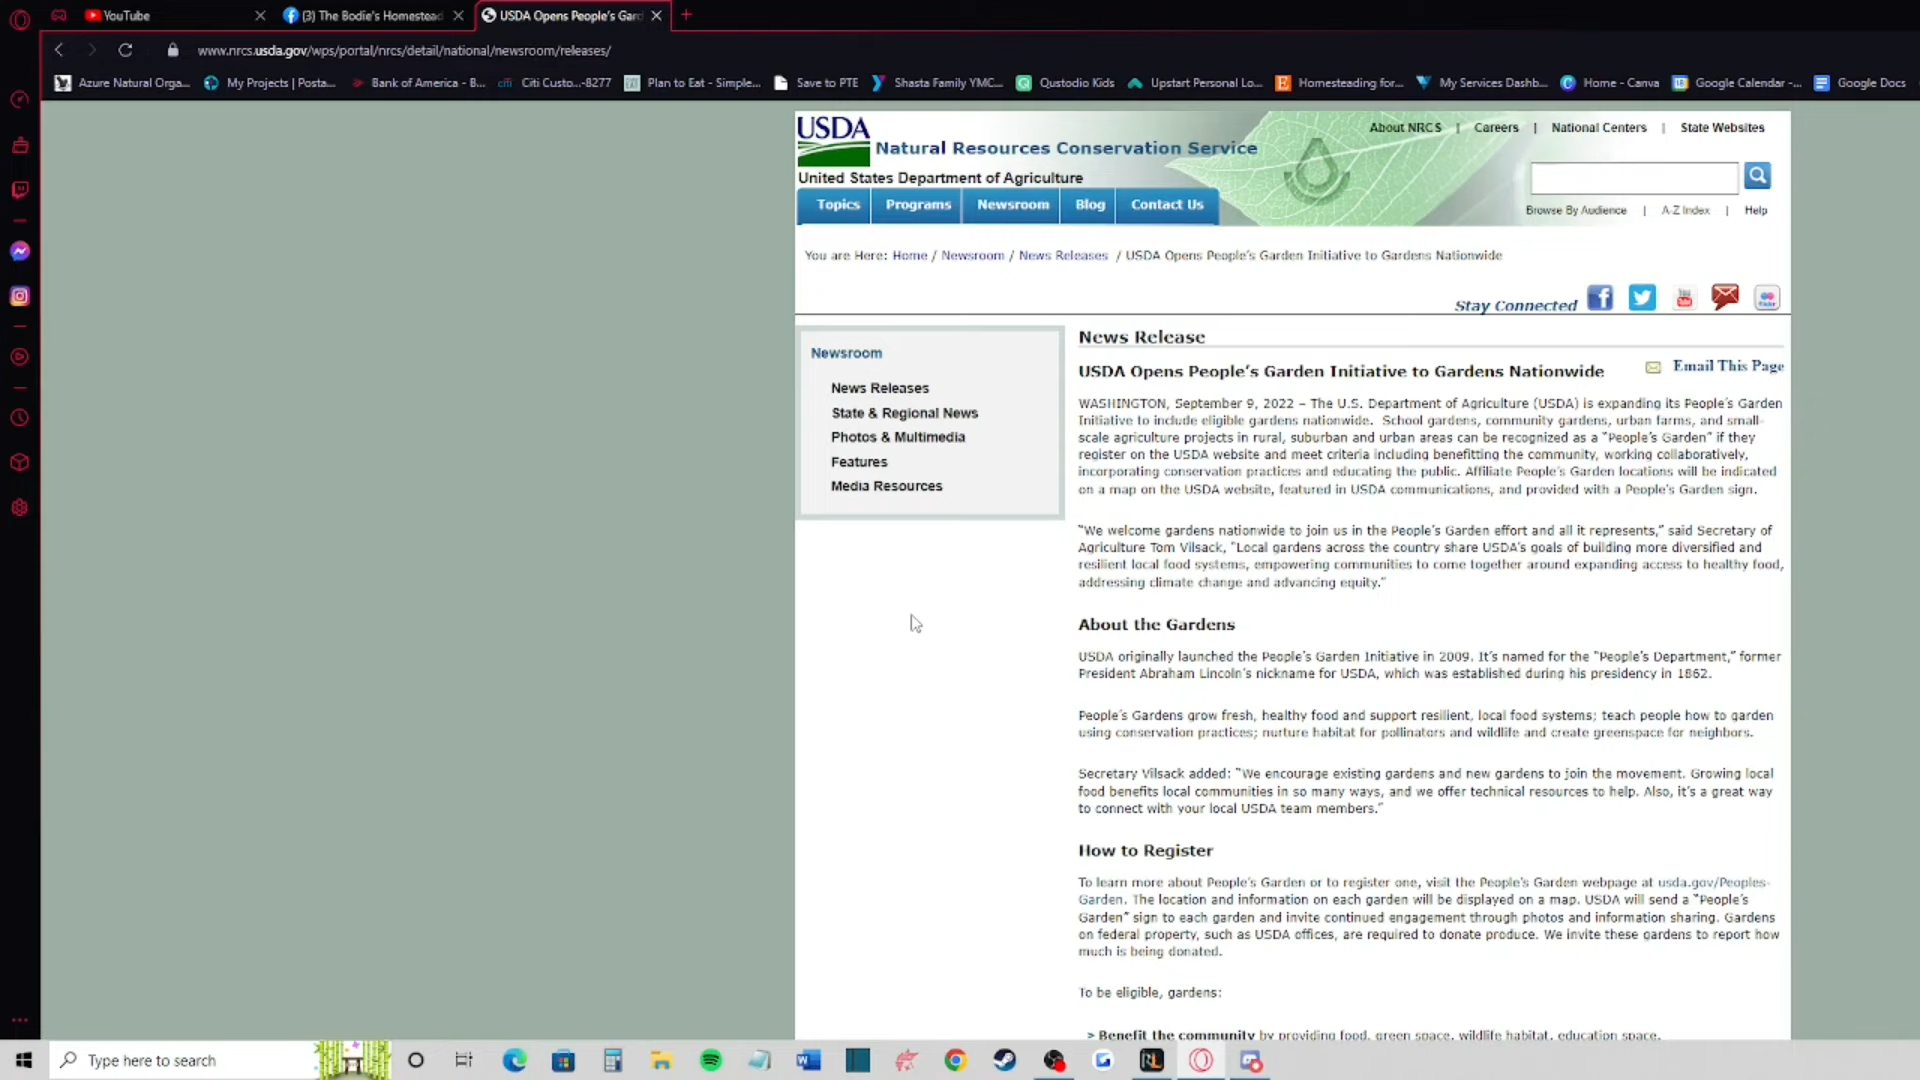 YouTube
(3) The Bodie's Homestead
USDA Opens People's Gard
www.nrcs.usda.gov/wps/portal/nrcs/detail/national/newsroom/releases/
Azure Natural Orga...
My Projects | Posta...
Bank of America - B...
citi Citi Custo...-8277
Plan to Eat - Simple...
Save to PTE
Shasta Family YMC...
Qustodio Kids
Upstart Personal Lo...
Homesteading for...
My Services Dashb...
Home - Canva
Google Calendar -...
Google Docs
USDA
Natural Resources Conservation Service
United States Department of Agriculture
About NRCS | Careers | National Centers | State Websites
Topics Programs Newsroom Blog Contact Us
Browse By Audience | A-Z Index | Help
You are Here: Home / Newsroom / News Releases / USDA Opens People's Garden Initiative to Gardens Nationwide
Stay Connected
Newsroom
News Releases
State & Regional News
Photos & Multimedia
Features
Media Resources
News Release
Email This Page
USDA Opens People's Garden Initiative to Gardens Nationwide
WASHINGTON, September 9, 2022 – The U.S. Department of Agriculture (USDA) is expanding its People's Garden
Initiative to include eligible gardens nationwide. School gardens, community gardens, urban farms, and small-
scale agriculture projects in rural, suburban and urban areas can be recognized as a "People's Garden" if they
register on the USDA website and meet criteria including benefitting the community, working collaboratively,
incorporating conservation practices and educating the public. Affiliate People's Garden locations will be indicated
on a map on the USDA website, featured in USDA communications, and provided with a People's Garden sign.
"We welcome gardens nationwide to join us in the People's Garden effort and all it represents," said Secretary of
Agriculture Tom Vilsack, "Local gardens across the country share USDA's goals of building more diversified and
resilient local food systems, empowering communities to come together around expanding access to healthy food,
addressing climate change and advancing equity."
About the Gardens
USDA originally launched the People's Garden Initiative in 2009. It's named for the "People's Department," former
President Abraham Lincoln's nickname for USDA, which was established during his presidency in 1862.
People's Gardens grow fresh, healthy food and support resilient, local food systems; teach people how to garden
using conservation practices; nurture habitat for pollinators and wildlife and create greenspace for neighbors.
Secretary Vilsack added: "We encourage existing gardens and new gardens to join the movement. Growing local
food benefits local communities in so many ways, and we offer technical resources to help. Also, it's a great way
to connect with your local USDA team members."
How to Register
To learn more about People's Garden or to register one, visit the People's Garden webpage at usda.gov/Peoples-
Garden. The location and information on each garden will be displayed on a map. USDA will send a "People's
Garden" sign to each garden and invite continued engagement through photos and information sharing. Gardens
on federal property, such as USDA offices, are required to donate produce. We invite these gardens to report how
much is being donated.
To be eligible, gardens:
> Benefit the community by providing food, green space, wildlife habitat, education space.
Type here to search